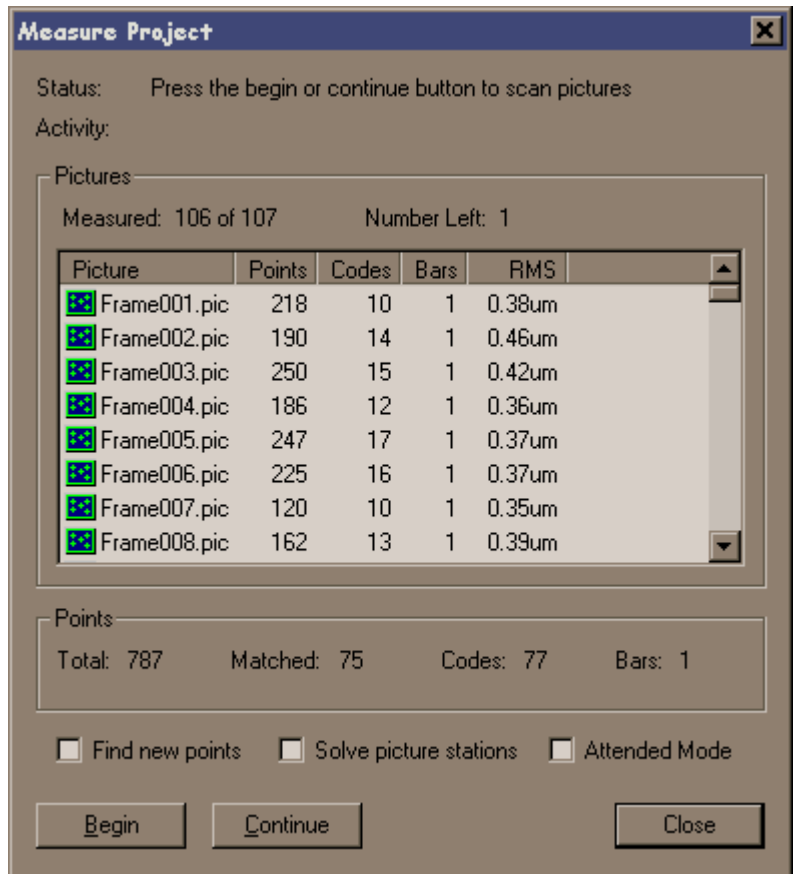 Measure Project
Status: Press the begin or continue button to scan pictures
Activity:
Pictures
Measured: 106 of 107 Number Left: 1
Picture Points Codes Bars RMS
Frame001.pic 218 10 1 0.38um
Frame002.pic 190 14 1 0.46um
Frame003.pic 250 15 1 0.42um
Frame004.pic 186 12 1 0.36um
Frame005.pic 247 17 1 0.37um
Frame006.pic 225 16 1 0.37um
Frame007.pic 120 10 1 0.35um
Frame008.pic 162 13 1 0.39um
Points
Total: 787 Matched: 75 Codes: 77 Bars: 1
Find new points Solve picture stations Attended Mode
Begin Continue Close